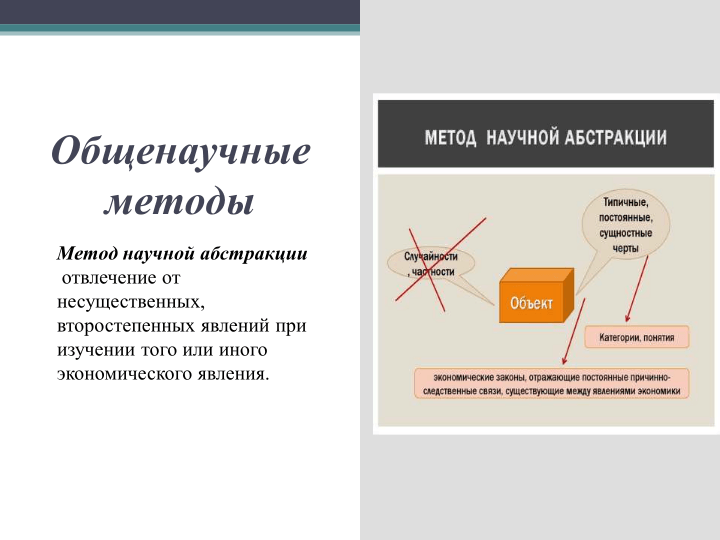 Общенаучные
методы
Метод научной абстракции
отвлечение от
несущественных,
второстепенных явлений при
изучении того или иного
экономического явления.
МЕТОД НАУЧНОЙ АБСТРАКЦИИ
Типичные,
постоянные,
сущностные
черты
Случайности
, частности
Объект
Категории, понятия
экономические законы, отражающие постоянные причинно-
следственные связи, существующие между явлениями экономики